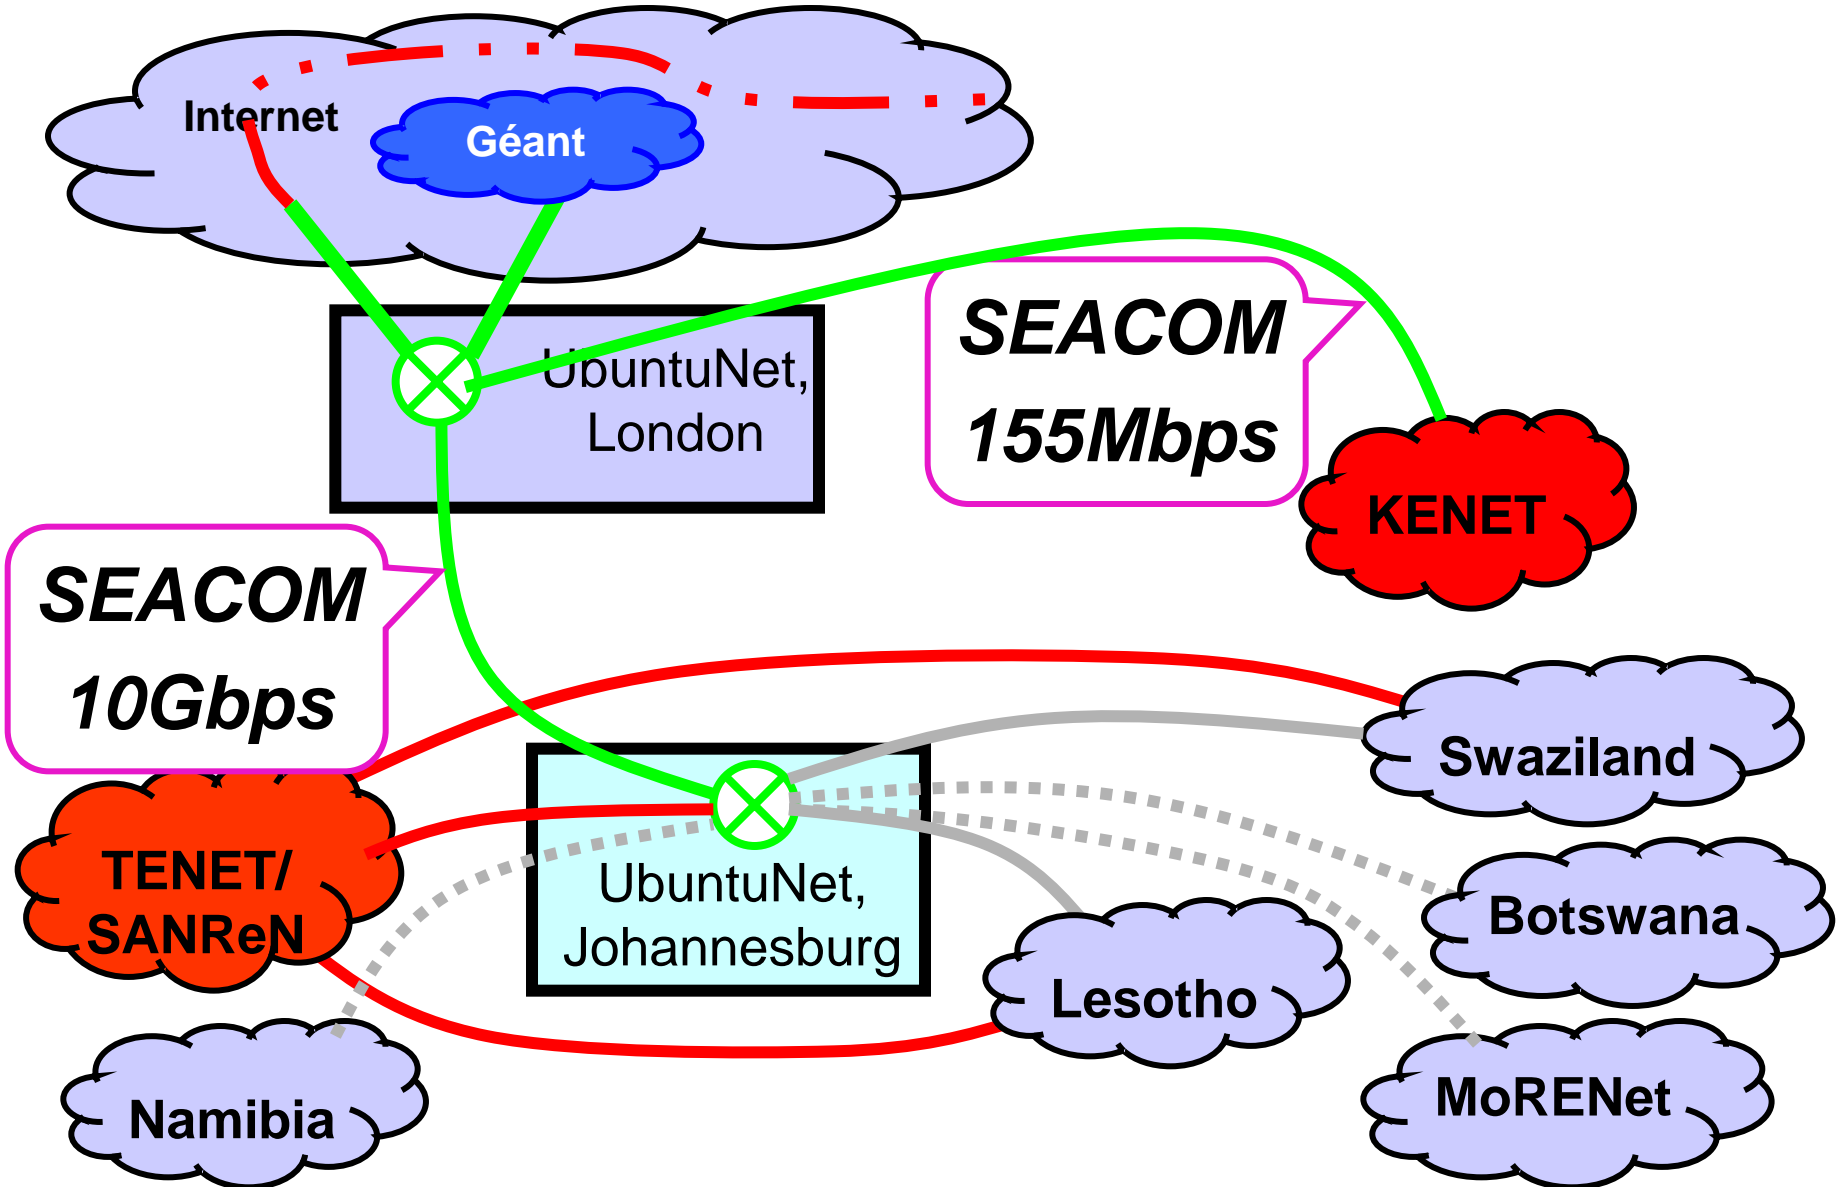 Internet
Géant
UbuntuNet,
London
SEACOM
155Mbps
KENET
SEACOM
10Gbps
Swaziland
TENET/
SANReN
UbuntuNet,
Johannesburg
Botswana
Lesotho
MoRENet
Namibia